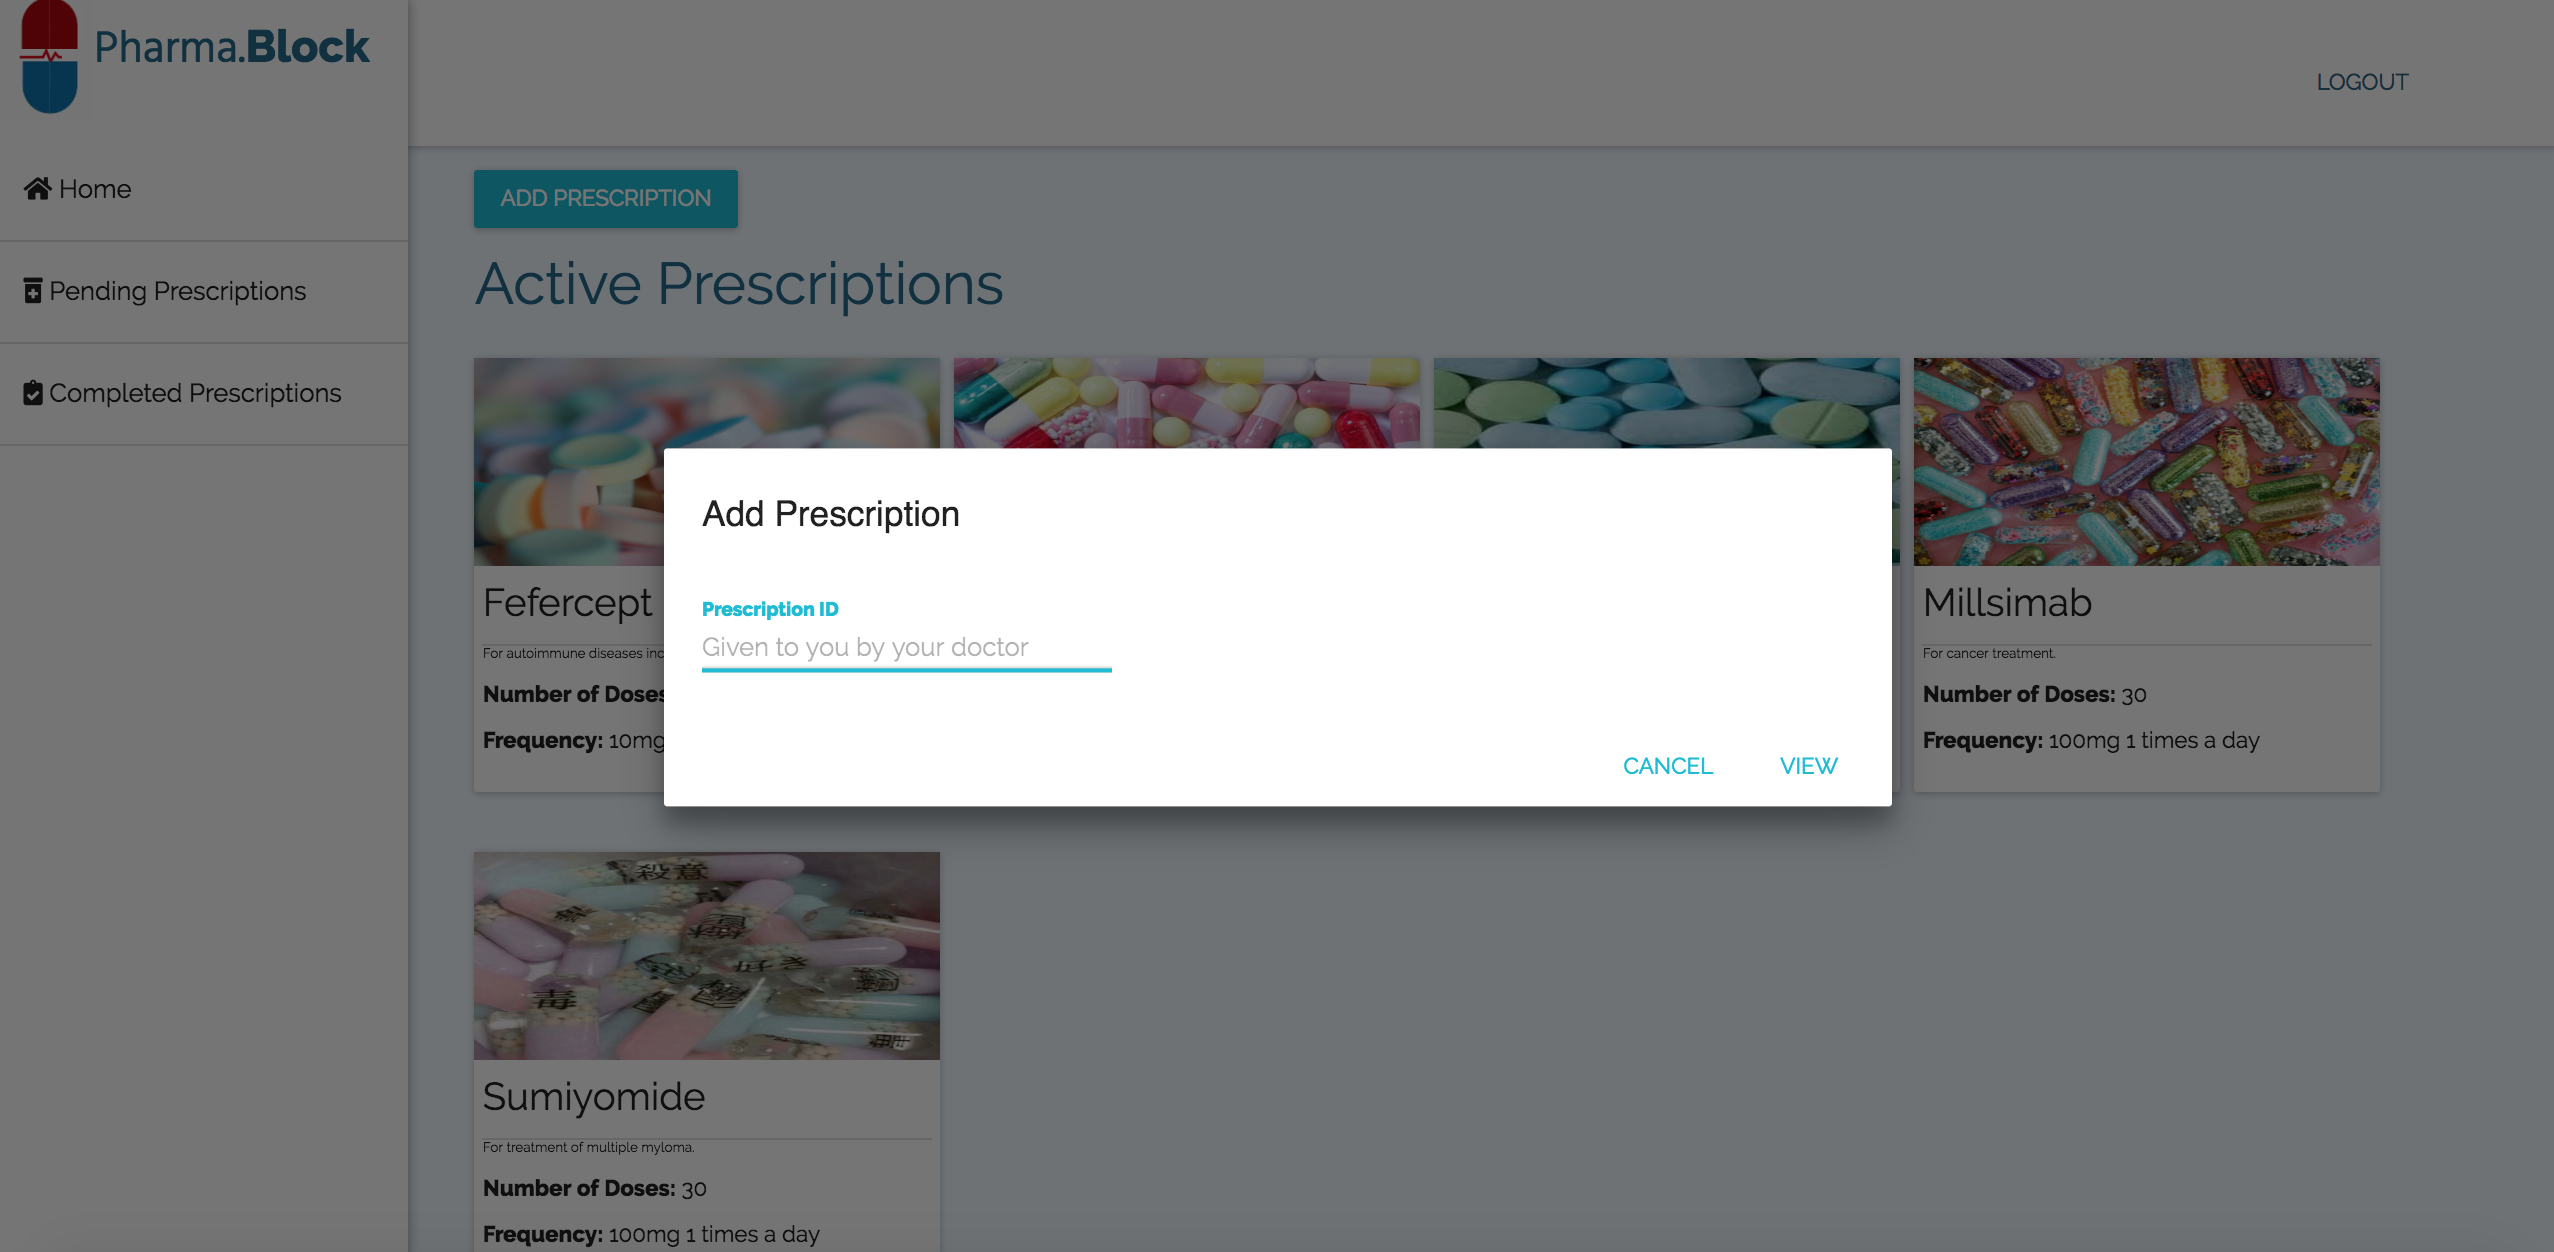 Pharma.Block
LOGOUT
Home
Pending Prescriptions
Completed Prescriptions
ADD PRESCRIPTION
Active Prescriptions
Add Prescription
Prescription ID
Given to you by your doctor
CANCEL
VIEW
Fefercept
For autoimmune diseases inc
Number of Doses
Frequency: 10mg
Millsimab
For cancer treatment.
Number of Doses: 30
Frequency: 100mg 1 times a day
殺意
毒
Sumiyomide
For treatment of multiple myloma.
Number of Doses: 30
Frequency: 100mg 1 times a day